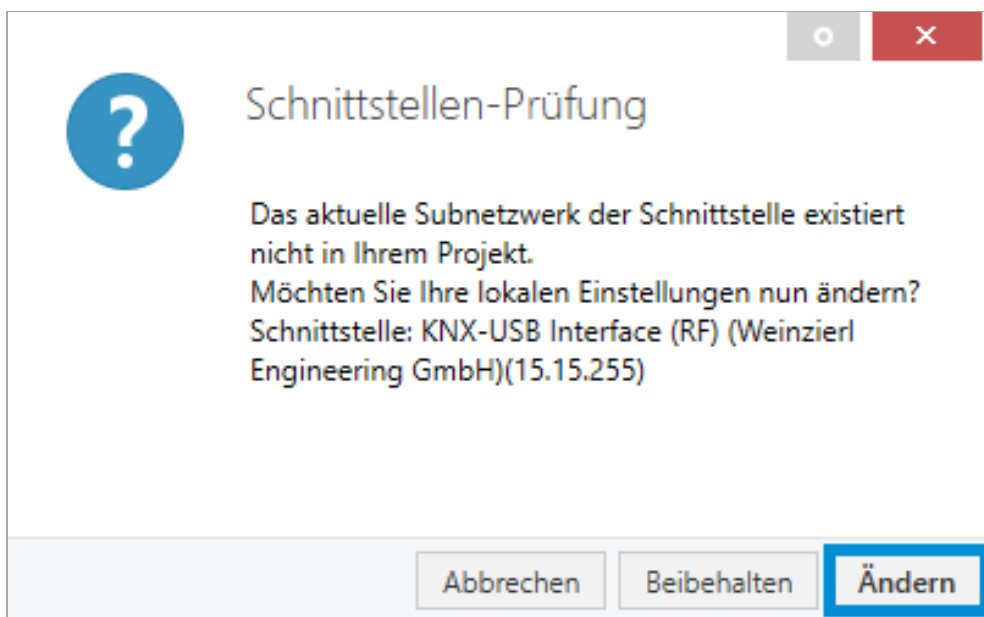 Schnittstellen-Prüfung
Das aktuelle Subnetzwerk der Schnittstelle existiert
nicht in Ihrem Projekt.
Möchten Sie Ihre lokalen Einstellungen nun ändern?
Schnittstelle: KNX-USB Interface (RF) (Weinzierl
Engineering GmbH)(15.15.255)
Abbrechen Beibehalten Ändern